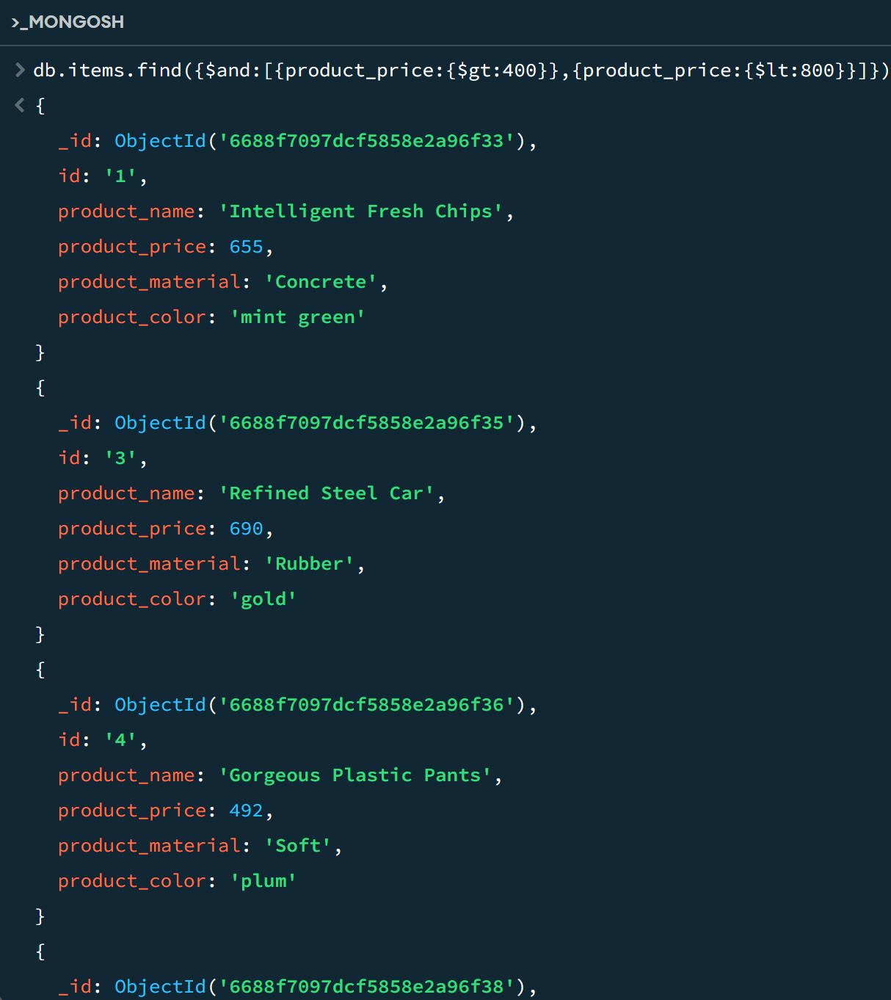 >_MONGOSH
> db.items.find({$and:[{product_price:{$gt:400}},{product_price:{$lt:800}}]})
< {
_id: ObjectId('6688f7097dcf5858e2a96f33'),
id: '1',
product_name: 'Intelligent Fresh Chips',
product_price: 655,
product_material: 'Concrete',
product_color: 'mint green'
}
{
_id: ObjectId('6688f7097dcf5858e2a96f35'),
id: '3',
product_name: 'Refined Steel Car',
product_price: 690,
product_material: 'Rubber',
product_color: 'gold'
}
{
_id: ObjectId('6688f7097dcf5858e2a96f36'),
id: '4',
product_name: 'Gorgeous Plastic Pants',
product_price: 492,
product_material: 'Soft',
product_color: 'plum'
}
{
_id: ObjectId('6688f7097dcf5858e2a96f38'),